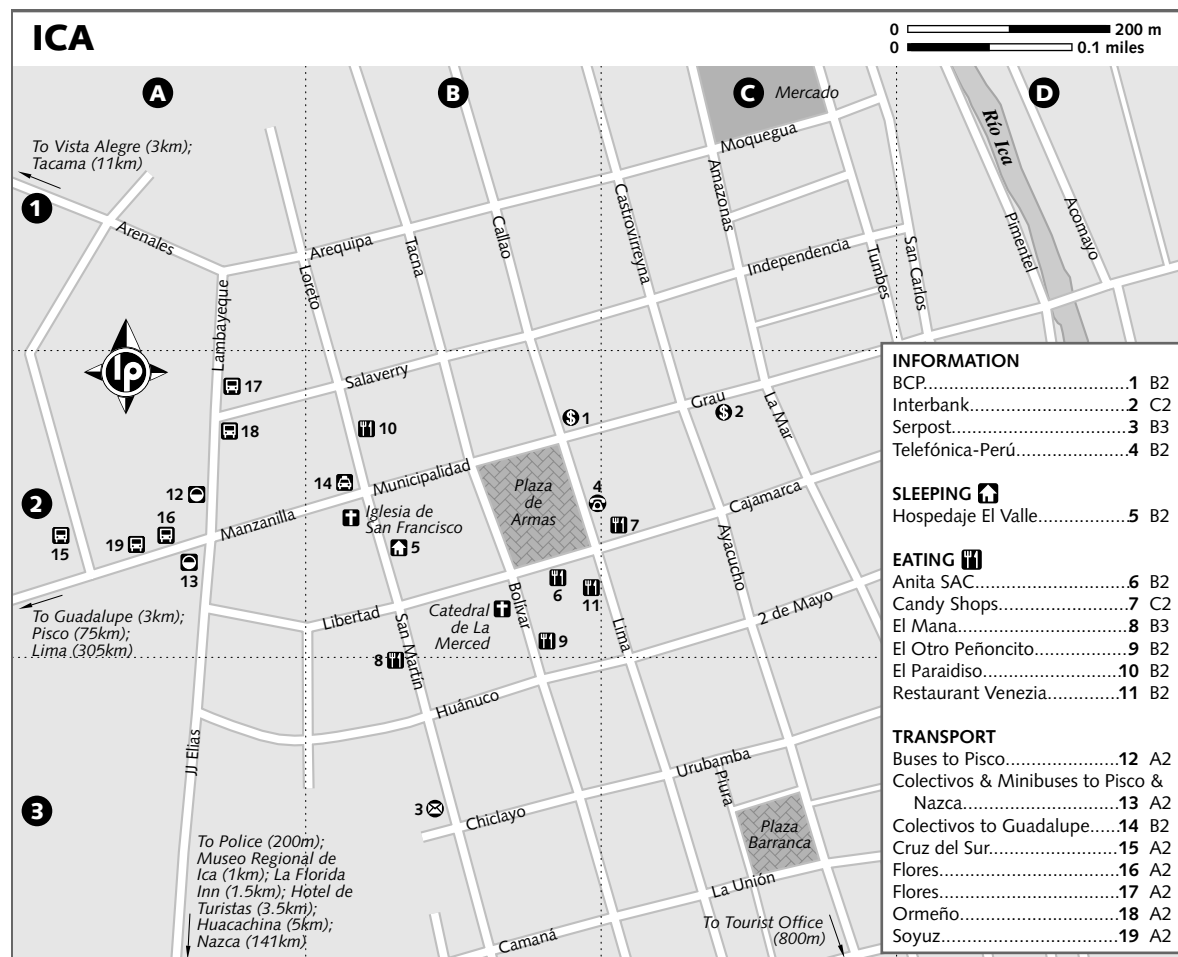 ICA
0 200 m
0 0.1 miles
A
B
C
D
1
2
3
Mercado
Río Ica
To Vista Alegre (3km);
Tacama (11km)
Moquegua
Arenales
Arequipa
Loreto
Tacna
Callao
Castrovirreyna
Amazonas
Independencia
Tumbes
San Carlos
Pimentel
Acomayo
Lambayeque
lp
17
18
Salaverry
10
Grau
1
2
La Mar
14
Municipalidad
Plaza
de
Armas
4
7
Cajamarca
12
16
15
19
13
Manzanilla
Iglesia de
San Francisco
5
Ayacucho
To Guadalupe (3km);
Pisco (75km);
Lima (305km)
Libertad
Catedral
de La
Merced
Bolívar
6
11
9
Lima
2 de Mayo
8
San Martín
Huánuco
JJ Elias
Urubamba
Piura
3
Chiclayo
Plaza
Barranca
To Police (200m);
Museo Regional de
Ica (1km); La Florida
Inn (1.5km); Hotel de
Turistas (3.5km);
Huacachina (5km);
Nazca (141km)
La Unión
Camaná
To Tourist Office
(800m)
INFORMATION
BCP 1 B2
Interbank 2 C2
Serpost 3 B3
Telefónica-Perú 4 B2
SLEEPING
Hospedaje El Valle 5 B2
EATING
Anita SAC 6 B2
Candy Shops 7 C2
El Mana 8 B3
El Otro Peñoncito 9 B2
El Paraidiso 10 B2
Restaurant Venezia 11 B2
TRANSPORT
Buses to Pisco 12 A2
Colectivos & Minibuses to Pisco &
Nazca 13 A2
Colectivos to Guadalupe 14 B2
Cruz del Sur 15 A2
Flores 16 A2
Flores 17 A2
Ormeño 18 A2
Soyuz 19 A2